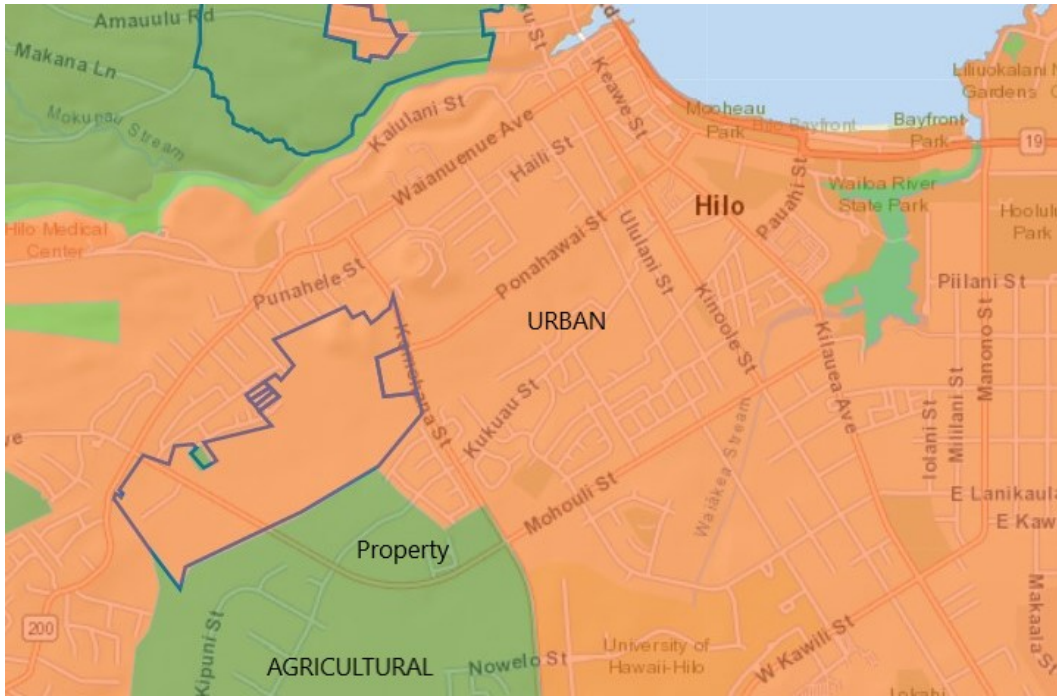 Amauulu Rd
Makana Ln
Mokupau Stream
Kaiulani St
Waianuenue Ave
Haili St
Keawe St
Mooheau
Park
Hilo Bayfront
Bayfront
Park
Liliuokalani
Gardens
19
Wailoa River
State Park
Hoolulu
Park
Hilo Medical
Center
Punahele St
Ponahawai St
Ululani St
Hilo
Pauahi St
Piilani St
URBAN
Kinoole St
Kilauea Ave
Manono St
Komohana St
Kukuau St
Mohouli St
Waiākea Stream
Iolani St
Mililani St
E Lanikaula
E Kaw
Property
200
Kipuni St
AGRICULTURAL
Nowelo St
University of
Hawaii-Hilo
W Kawili St
Makaala St